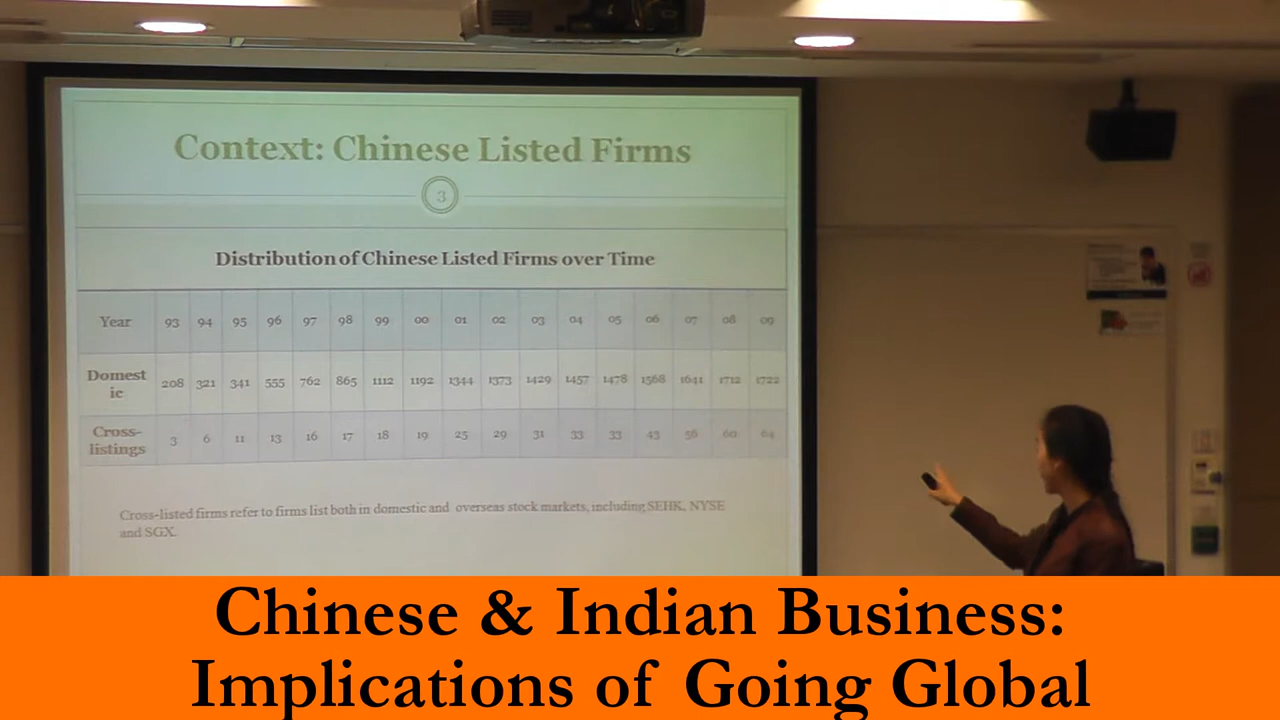 Context: Chinese Listed Firms
3
Distribution of Chinese Listed Firms over Time
Year 93 94 95 96 97 98 99 00 01 02 03 04 05 06 07 08 09
Domest
ic 208 321 341 555 762 865 1112 1192 1344 1373 1429 1457 1478 1568 1641 1712 1722
Cross-
listings 3 6 11 13 16 17 18 19 25 29 31 33 33 43 56 60 64
Cross-listed firms refer to firms list both in domestic and overseas stock markets, including SEHK, NYSE
and SGX.
Chinese & Indian Business:
Implications of Going Global